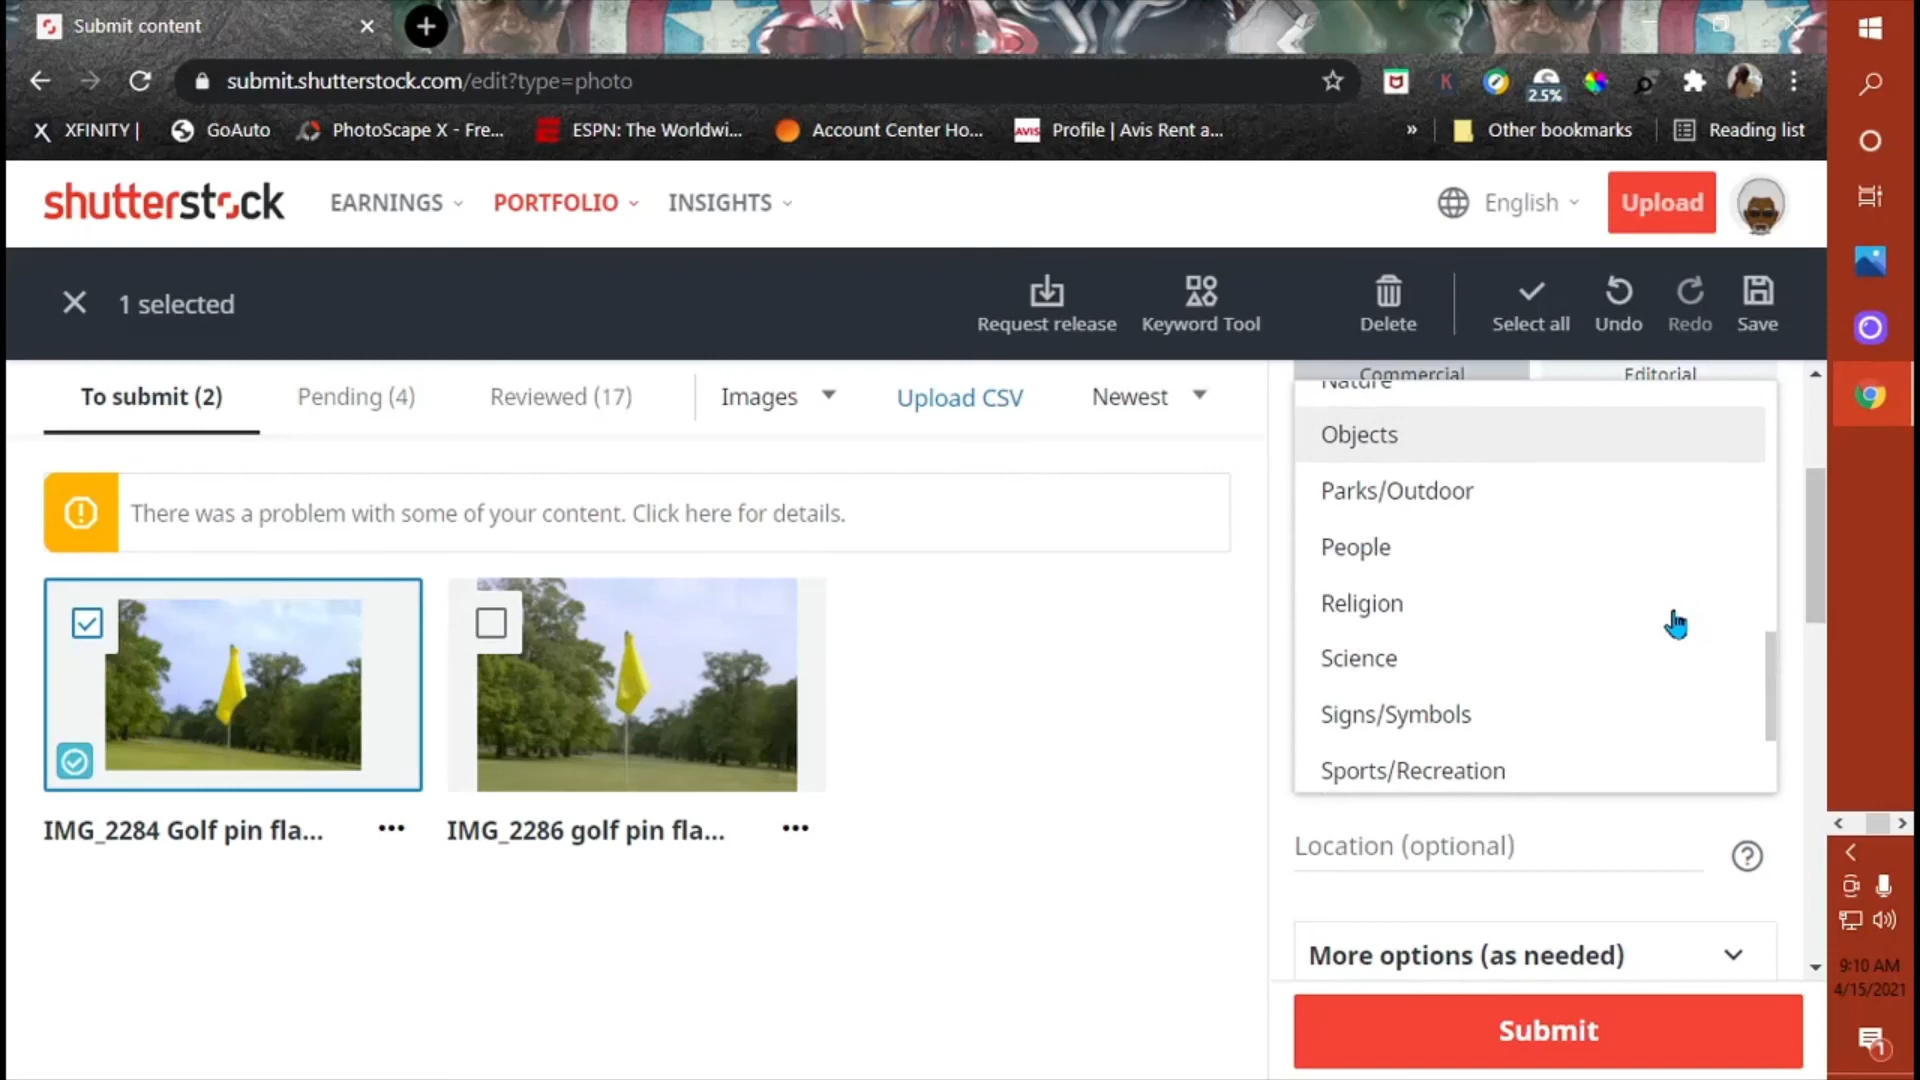 Submit content
submit.shutterstock.com/edit?type=photo
2.5%
XFINITY |
GoAuto
PhotoScape X - Fre...
ESPN: The Worldwi...
Account Center Ho...
AVIS
Profile | Avis Rent a...
»
Other bookmarks
Reading list
shutterstock
EARNINGS
PORTFOLIO
INSIGHTS
English
Upload
1 selected
Request release
Keyword Tool
Delete
Select all
Undo
Redo
Save
To submit (2)
Pending (4)
Reviewed (17)
Images
Upload CSV
Newest
Commercial
Editorial
Nature
Objects
Parks/Outdoor
People
Religion
Science
Signs/Symbols
Sports/Recreation
There was a problem with some of your content. Click here for details.
IMG_2284 Golf pin fla...
IMG_2286 golf pin fla...
Location (optional)
More options (as needed)
Submit
9:10 AM
4/15/2021
1